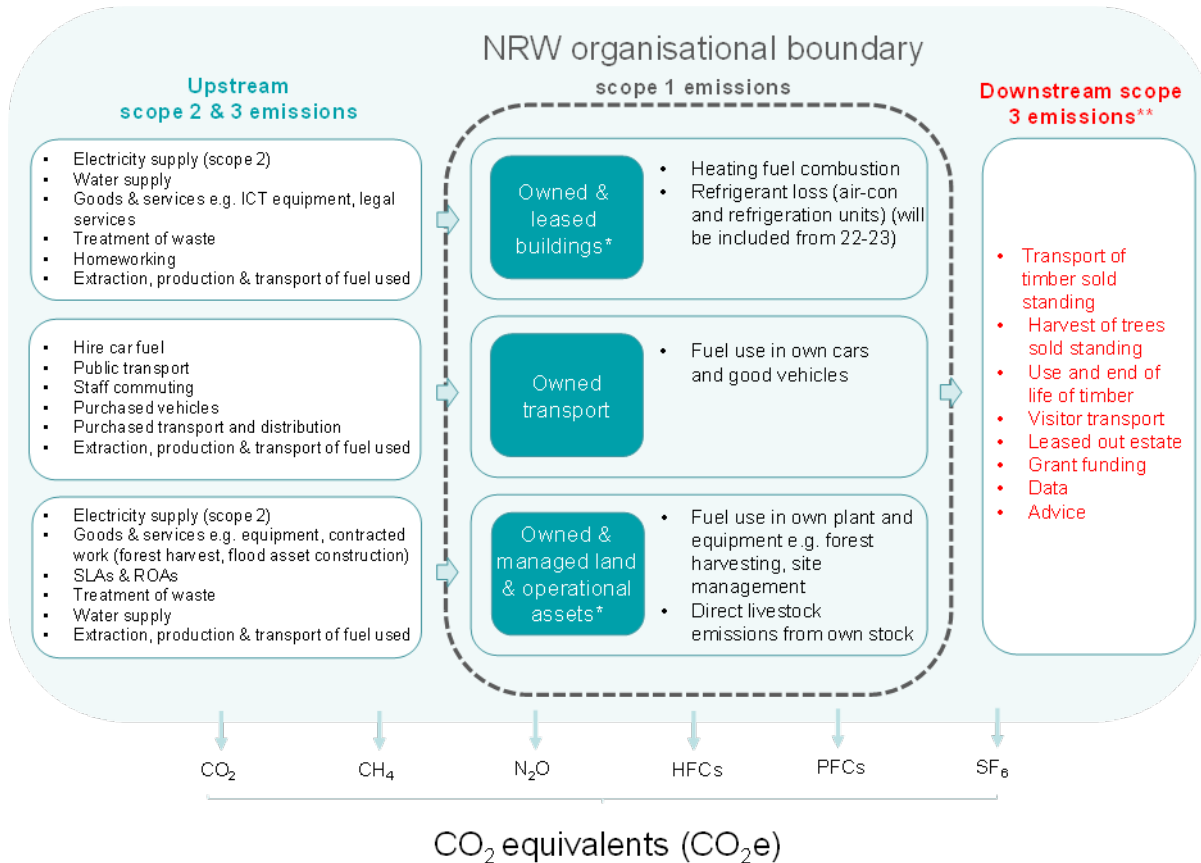 NRW organisational boundary
scope 1 emissions
Upstream
scope 2 & 3 emissions
▪ Electricity supply (scope 2)
▪ Water supply
▪ Goods & services e.g. ICT equipment, legal
services
▪ Treatment of waste
▪ Homeworking
▪ Extraction, production & transport of fuel used
▪ Hire car fuel
▪ Public transport
▪ Staff commuting
▪ Purchased vehicles
▪ Purchased transport and distribution
▪ Extraction, production & transport of fuel used
▪ Electricity supply (scope 2)
▪ Goods & services e.g. equipment, contracted
work (forest harvest, flood asset construction)
▪ SLAs & ROAs
▪ Treatment of waste
▪ Water supply
▪ Extraction, production & transport of fuel used
Owned &
leased
buildings*
• Heating fuel combustion
• Refrigerant loss (air-con
and refrigeration units) (will
be included from 22-23)
Owned
transport
• Fuel use in own cars
and good vehicles
Owned &
managed land
& operational
assets*
• Fuel use in own plant and
equipment e.g. forest
harvesting, site
management
• Direct livestock
emissions from own stock
Downstream scope
3 emissions**
• Transport of
timber sold
standing
• Harvest of trees
sold standing
• Use and end of
life of timber
• Visitor transport
• Leased out estate
• Grant funding
• Data
• Advice
CO₂ CH₄ N₂O HFCs PFCs SF₆
CO₂ equivalents (CO₂e)